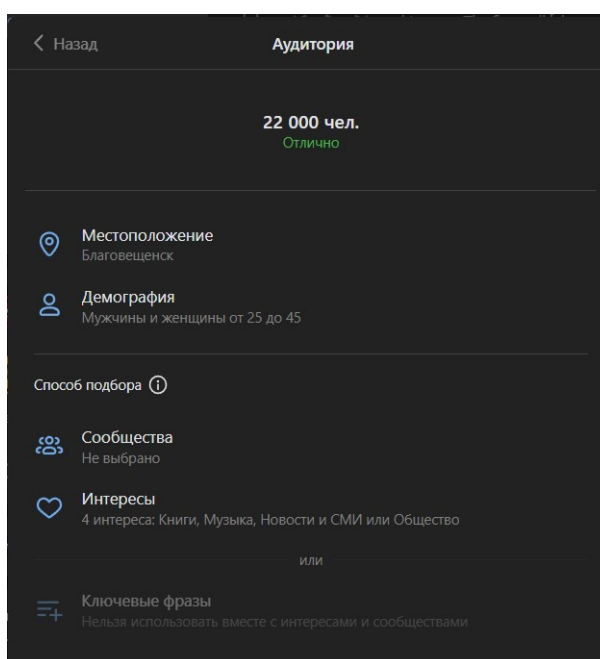 Назад
Аудитория
22 000 чел.
Отлично
Местоположение
Благовещенск
Демография
Мужчины и женщины от 25 до 45
Способ подбора
Сообщества
Не выбрано
Интересы
4 интереса: Книги, Музыка, Новости и СМИ или Общество
или
Ключевые фразы
Нельзя использовать вместе с интересами и сообществами